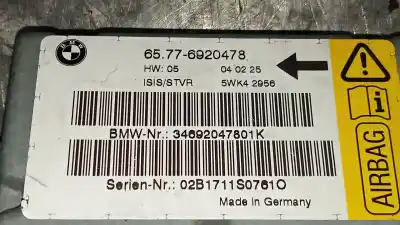 BMW
65.77-6920478
HW: 05 04 02 25
ISIS/STVR 5WK4 2956
BMW-Nr.: 34692047801K
Serien-Nr.: 02B1711S0761O
Made in Germany
AIRBAG